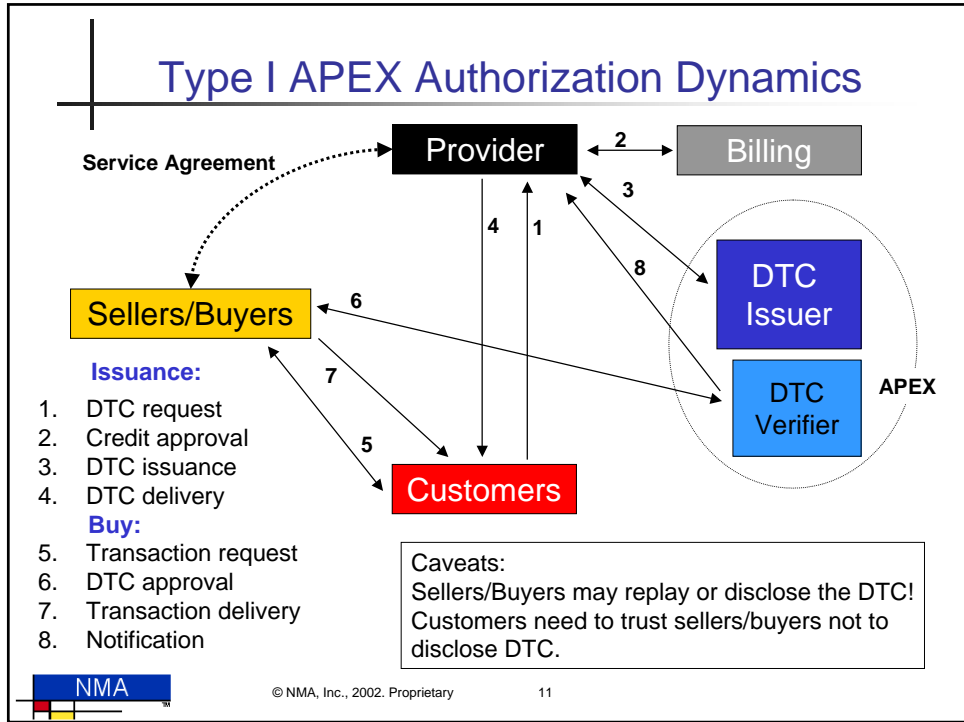 Type I APEX Authorization Dynamics
Service Agreement
Provider
2
Billing
3
4
1
8
DTC
Issuer
6
Sellers/Buyers
7
DTC
Verifier
APEX
5
Customers
Issuance:
1. DTC request
2. Credit approval
3. DTC issuance
4. DTC delivery
Buy:
5. Transaction request
6. DTC approval
7. Transaction delivery
8. Notification
Caveats:
Sellers/Buyers may replay or disclose the DTC!
Customers need to trust sellers/buyers not to
disclose DTC.
NMA
TM
© NMA, Inc., 2002. Proprietary
11